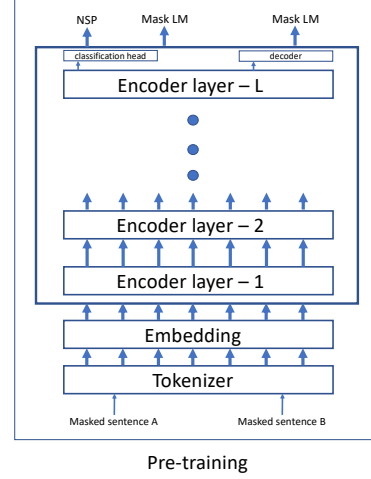 NSP Mask LM Mask LM
classification head decoder
Encoder layer – L
Encoder layer – 2
Encoder layer – 1
Embedding
Tokenizer
Masked sentence A Masked sentence B
Pre-training